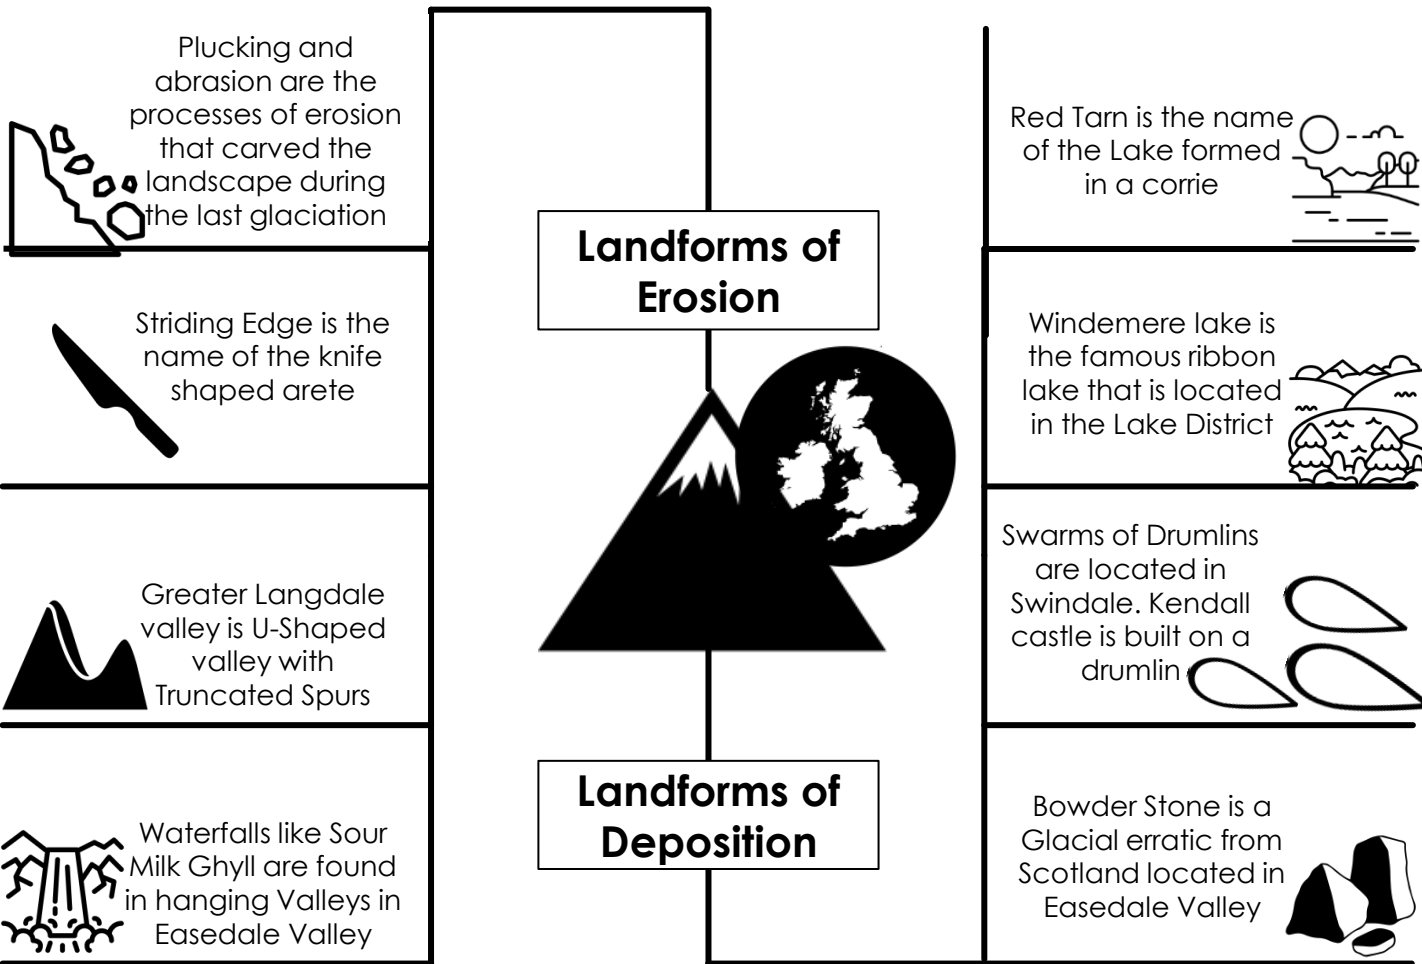 Plucking and
abrasion are the
processes of erosion
that carved the
landscape during
the last glaciation
Striding Edge is the
name of the knife
shaped arete
Greater Langdale
valley is U-Shaped
valley with
Truncated Spurs
Waterfalls like Sour
Milk Ghyll are found
in hanging Valleys in
Easedale Valley
Landforms of
Erosion
Landforms of
Deposition
Red Tarn is the name
of the Lake formed
in a corrie
Windemere lake is
the famous ribbon
lake that is located
in the Lake District
Swarms of Drumlins
are located in
Swindale. Kendall
castle is built on a
drumlin
Bowder Stone is a
Glacial erratic from
Scotland located in
Easedale Valley